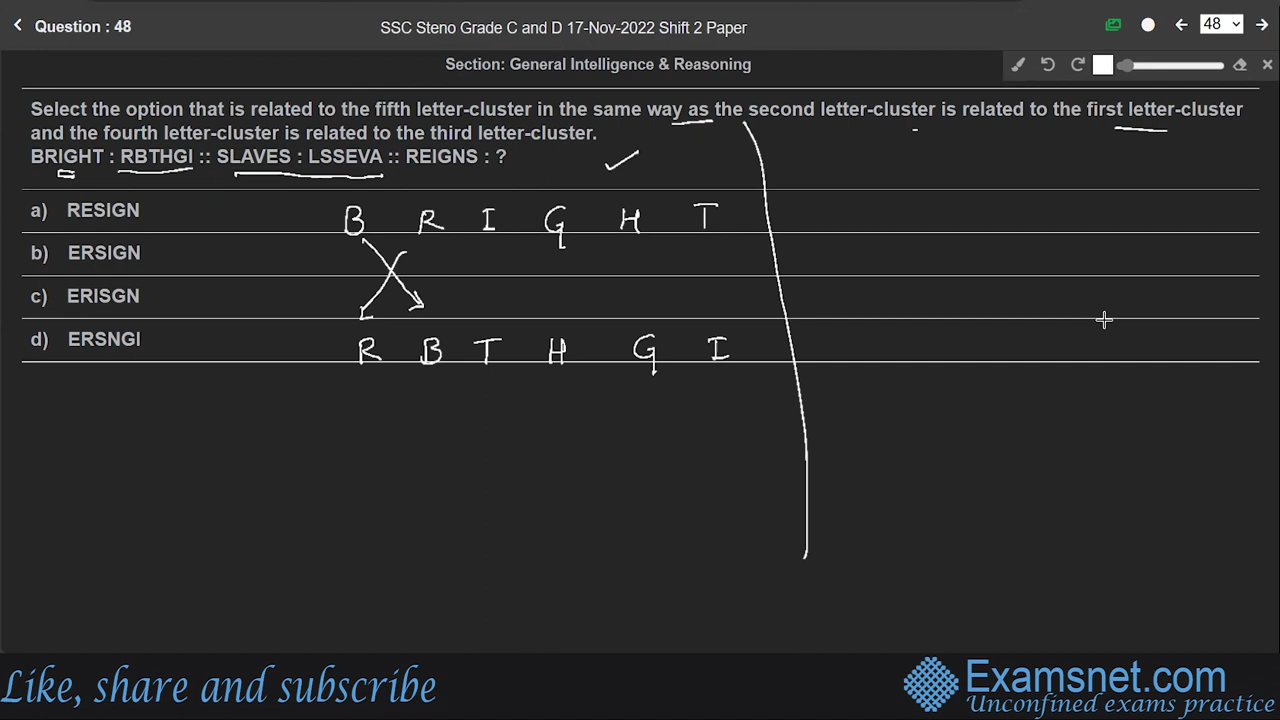 Question : 48
SSC Steno Grade C and D 17-Nov-2022 Shift 2 Paper
48
Section: General Intelligence & Reasoning
Select the option that is related to the fifth letter-cluster in the same way as the second letter-cluster is related to the first letter-cluster
and the fourth letter-cluster is related to the third letter-cluster.
BRIGHT : RBTHGI :: SLAVES : LSSEVA :: REIGNS : ?
a) RESIGN
B R I G H T
b) ERSIGN
c) ERISGN
d) ERSNGI
R B T H G I
Like, share and subscribe
Examsnet.com
Unconfined exams practice